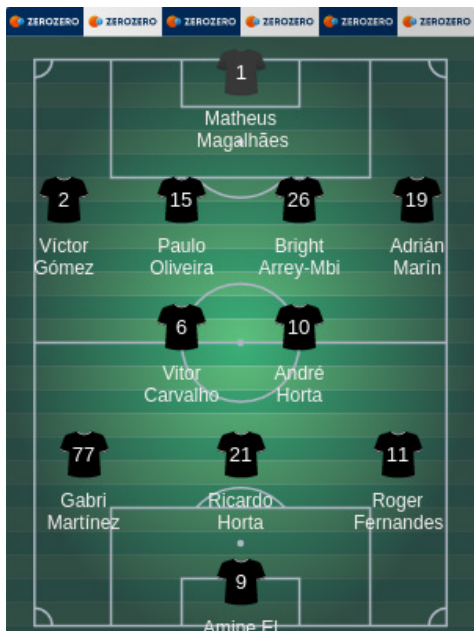 ZEROZERO ZEROZERO ZEROZERO ZEROZERO ZEROZERO ZEROZERO
1
Matheus
Magalhães
2 15 26 19
Víctor Paulo Bright Adrián
Gómez Oliveira Arrey-Mbi Marín
6 10
Vitor André
Carvalho Horta
77 21 11
Gabri Ricardo Roger
Martínez Horta Fernandes
9
Amine El